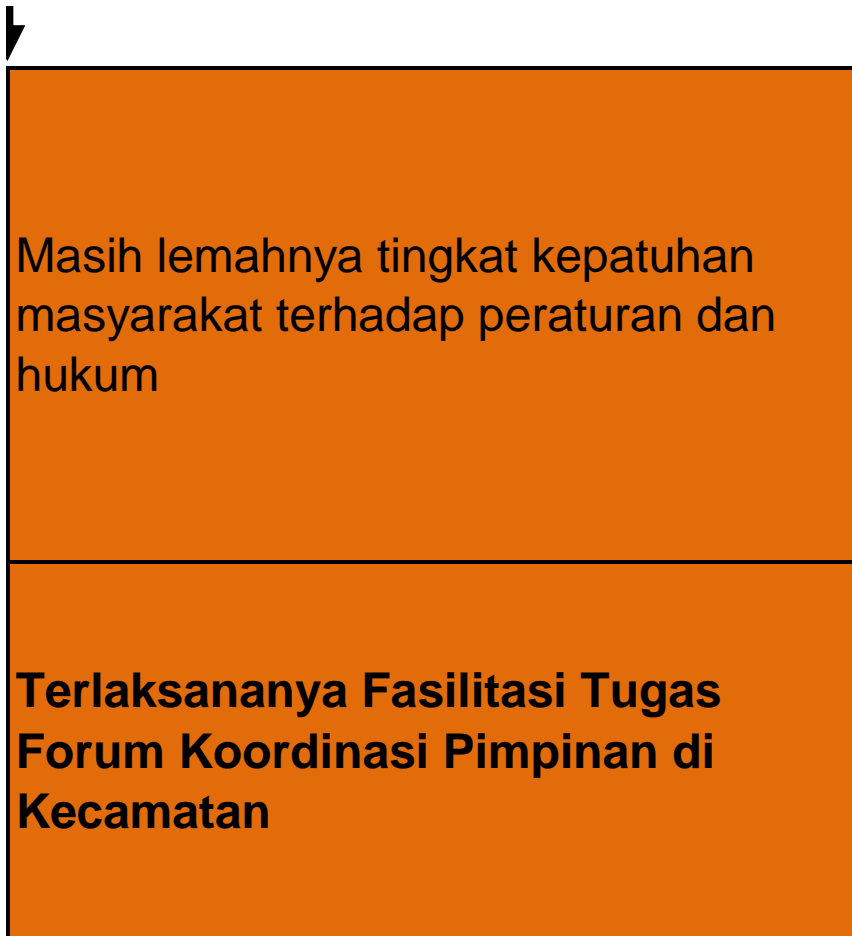 Masih lemahnya tingkat kepatuhan
masyarakat terhadap peraturan dan
hukum
Terlaksananya Fasilitasi Tugas
Forum Koordinasi Pimpinan di
Kecamatan